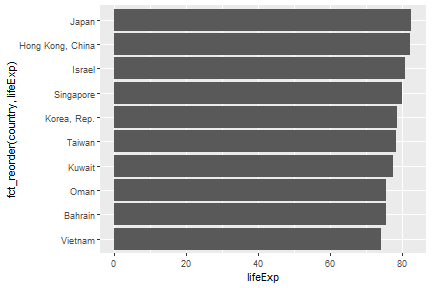 fct_reorder(country, lifeExp)
Japan
Hong Kong, China
Israel
Singapore
Korea, Rep.
Taiwan
Kuwait
Oman
Bahrain
Vietnam
0 20 40 60 80
lifeExp